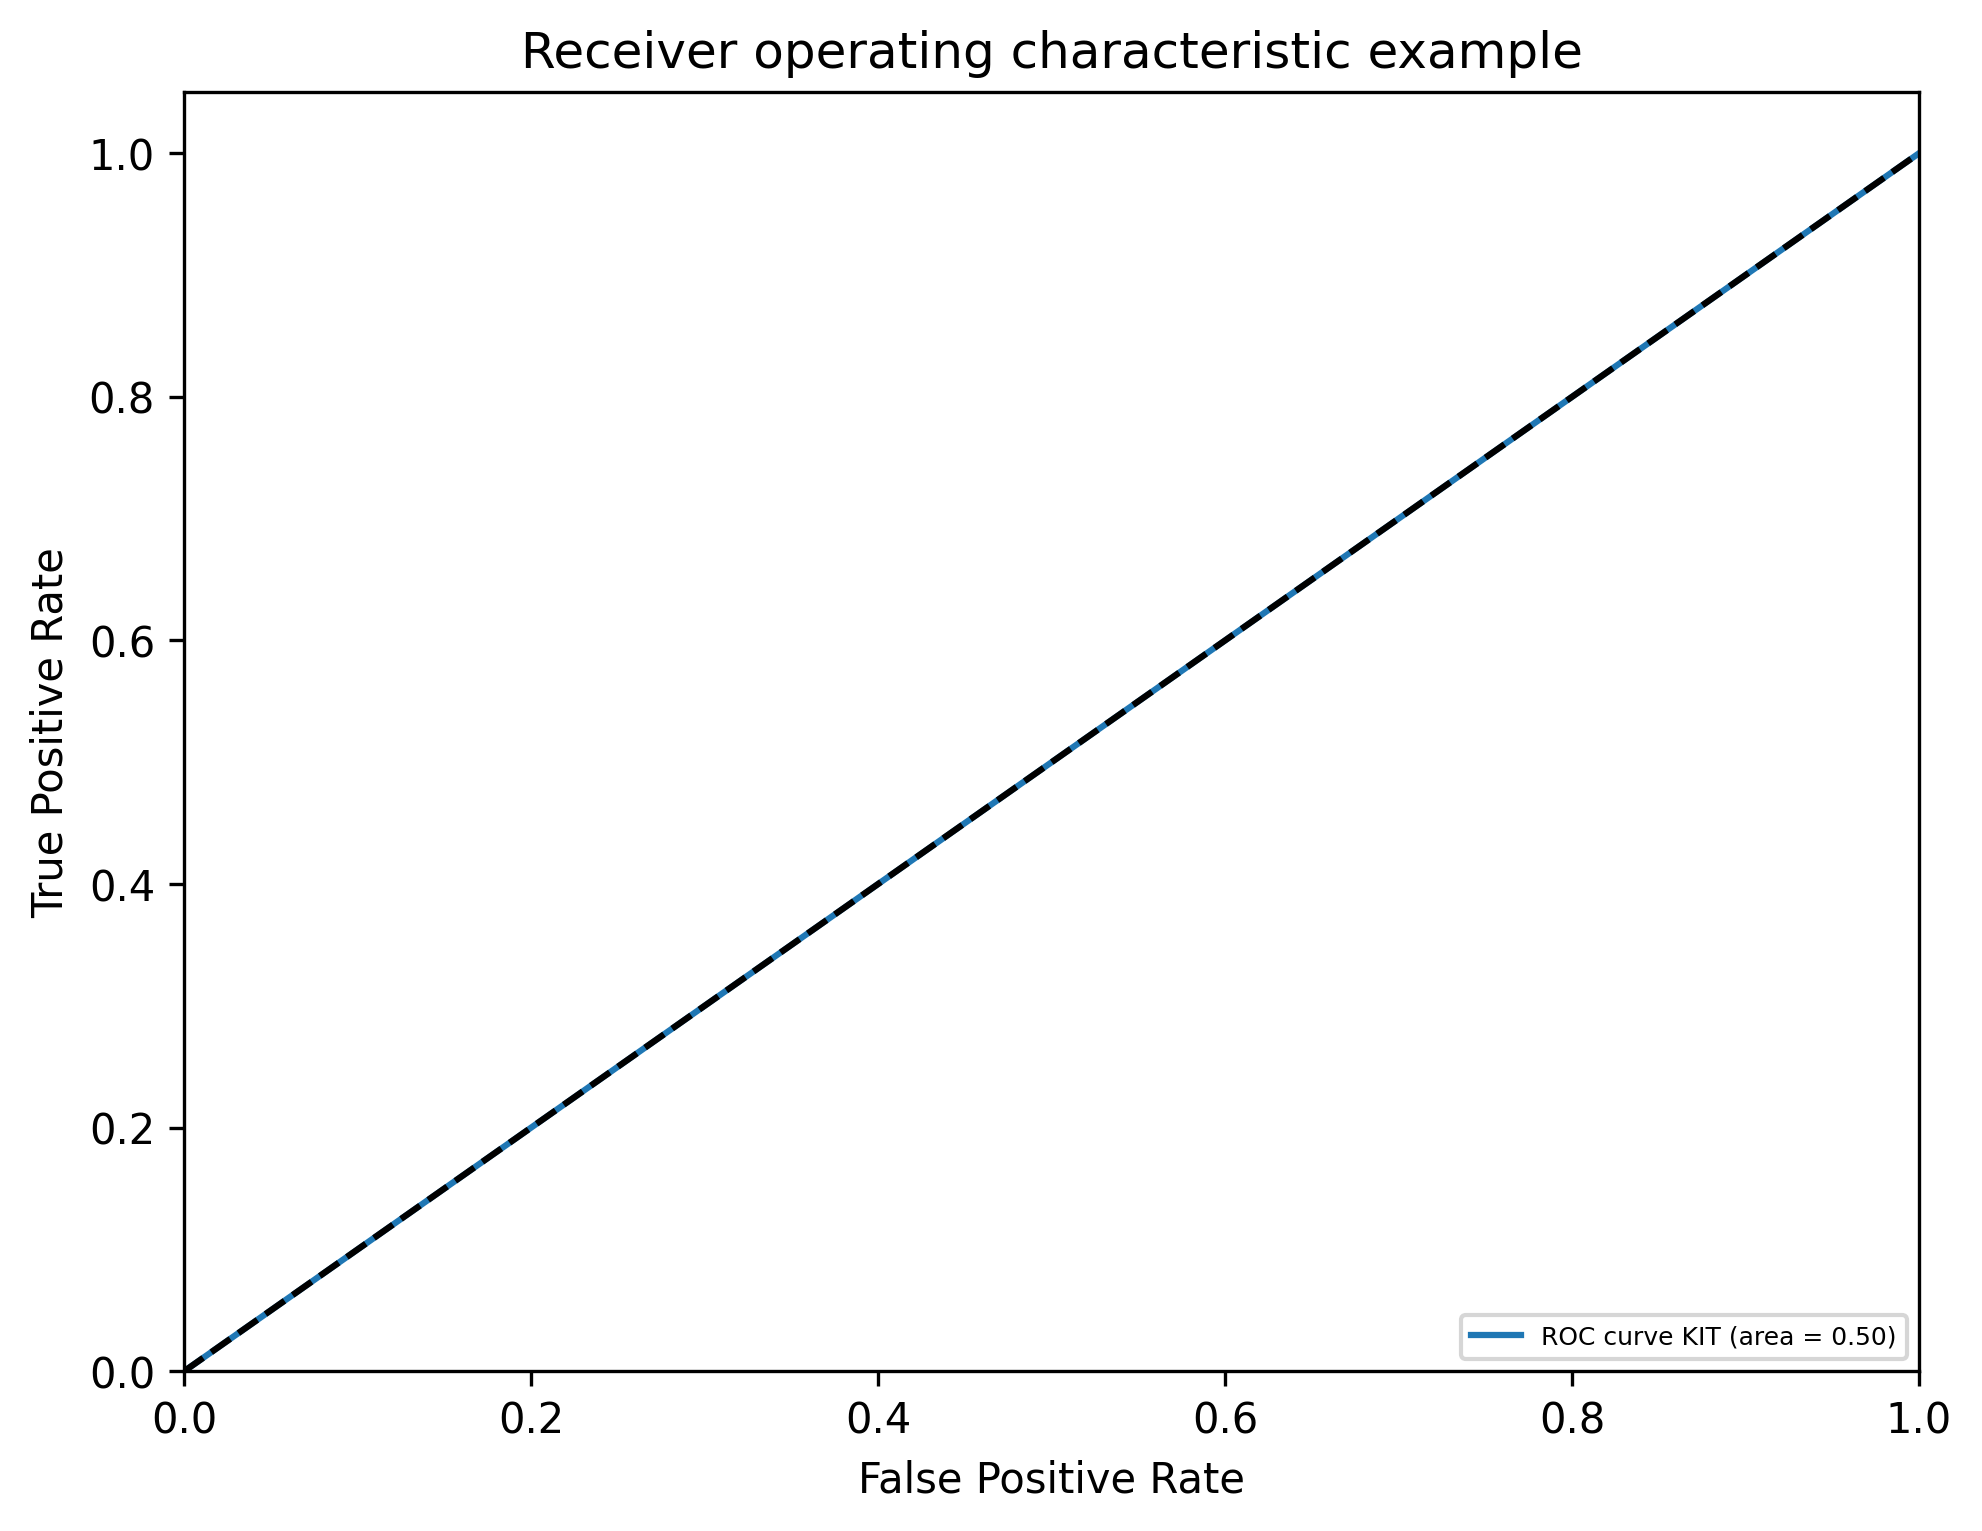 Receiver operating characteristic example
1.0
0.8
0.6
0.4
0.2
0.0
True Positive Rate
ROC curve KIT (area = 0.50)
0.0 0.2 0.4 0.6 0.8 1.0
False Positive Rate